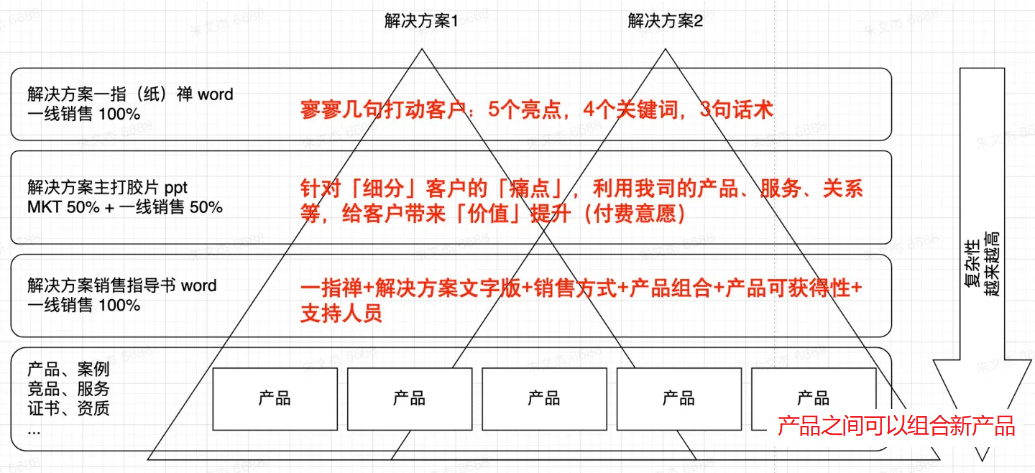 解决方案1
解决方案2
解决方案一指（纸）禅 word
一线销售 100%
寥寥几句打动客户：5个亮点，4个关键词，3句话术
解决方案主打胶片 ppt
MKT 50% + 一线销售 50%
针对「细分」客户的「痛点」，利用我司的产品、服务、关系
等，给客户带来「价值」提升（付费意愿）
解决方案销售指导书 word
一线销售 100%
一指禅+解决方案文字版+销售方式+产品组合+产品可获得性+
支持人员
复杂性
越来越高
产品、案例
竞品、服务
证书、资质
...
产品
产品
产品
产品
产品
产品之间可以组合新产品